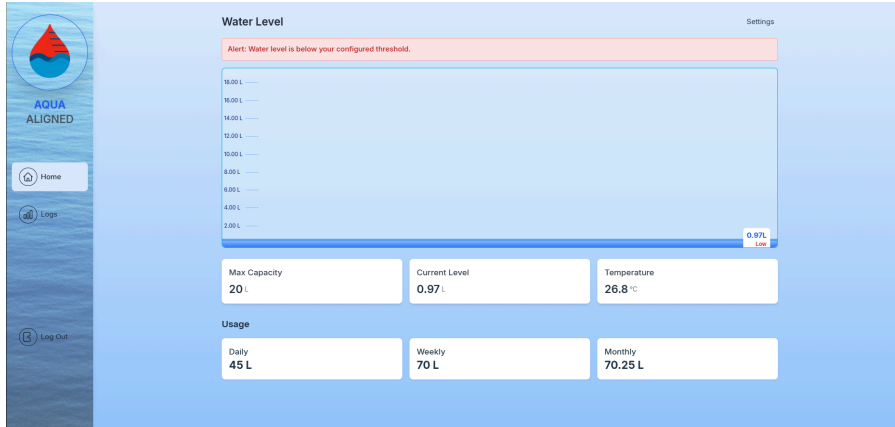 AQUA
ALIGNED
Home
Logs
Log Out
Water Level
Settings
Alert: Water level is below your configured threshold.
18.00 L
16.00 L
14.00 L
12.00 L
10.00 L
8.00 L
6.00 L
4.00 L
2.00 L
0.97L
Low
Max Capacity
20 L
Current Level
0.97 L
Temperature
26.8 °C
Usage
Daily
45 L
Weekly
70 L
Monthly
70.25 L